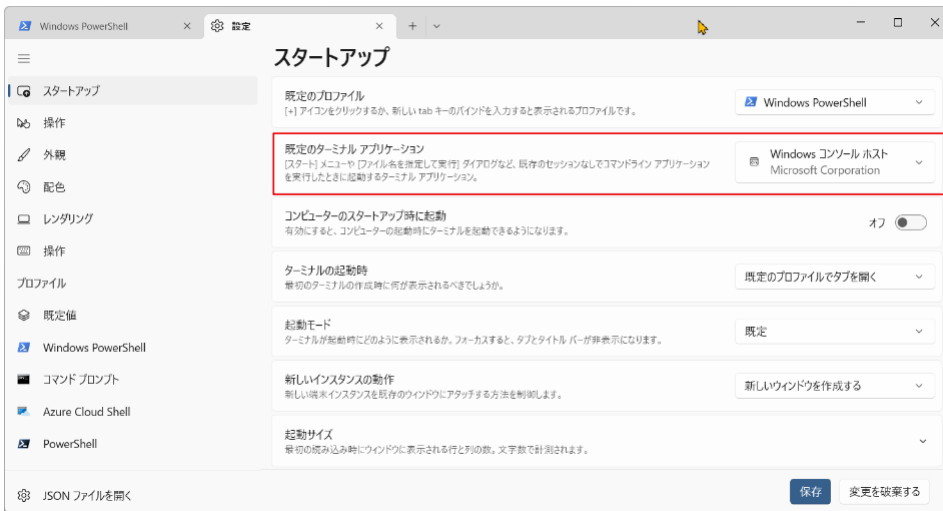 Windows PowerShell
設定
スタートアップ
操作
外観
配色
レンダリング
操作
プロファイル
既定値
Windows PowerShell
コマンド プロンプト
Azure Cloud Shell
PowerShell
JSON ファイルを開く
スタートアップ
既定のプロファイル
[+] アイコンをクリックするか、新しい tab キーのバインドを入力すると表示されるプロファイルです。
Windows PowerShell
既定のターミナル アプリケーション
[スタート] メニューや [ファイル名を指定して実行] ダイアログなど、既存のセッションなしでコマンドライン アプリケーション
を実行したときに起動するターミナル アプリケーション。
Windows コンソール ホスト
Microsoft Corporation
コンピューターのスタートアップ時に起動
有効にすると、コンピューターの起動時にターミナルを起動できるようになります。
オフ
ターミナルの起動時
最初のターミナルの作成時に何が表示されるべきでしょうか。
既定のプロファイルでタブを開く
起動モード
ターミナルが起動時にどのように表示されるか。フォーカスすると、タブとタイトル バーが非表示になります。
既定
新しいインスタンスの動作
新しい端末インスタンスを既存のウィンドウにアタッチする方法を制御します。
新しいウィンドウを作成する
起動サイズ
最初の読み込み時にウィンドウに表示される行と列の数。文字数で計測されます。
保存
変更を破棄する